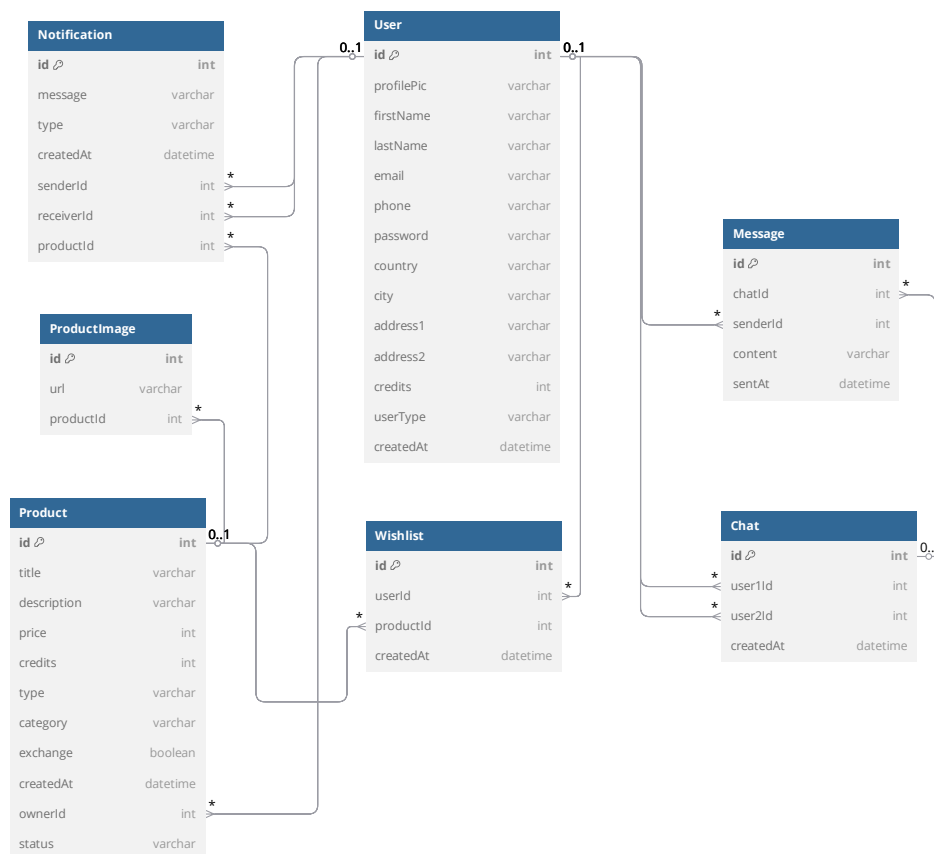 Notification
id int
message varchar
type varchar
createdAt datetime
senderId int *
receiverId int *
productId int *
ProductImage
id int
url varchar
productId int *
Product
id int 0..1
title varchar
description varchar
price int
credits int
type varchar
category varchar
exchange boolean
createdAt datetime
ownerId int *
status varchar
User
0..1 id int 0..1
profilePic varchar
firstName varchar
lastName varchar
email varchar
phone varchar
password varchar
country varchar
city varchar
address1 varchar
address2 varchar
credits int
userType varchar
createdAt datetime
Wishlist
id int
userId int *
* productId int
createdAt datetime
Message
id int
chatId int *
* senderId int
content varchar
sentAt datetime
Chat
id int 0..
* user1Id int
* user2Id int
createdAt datetime